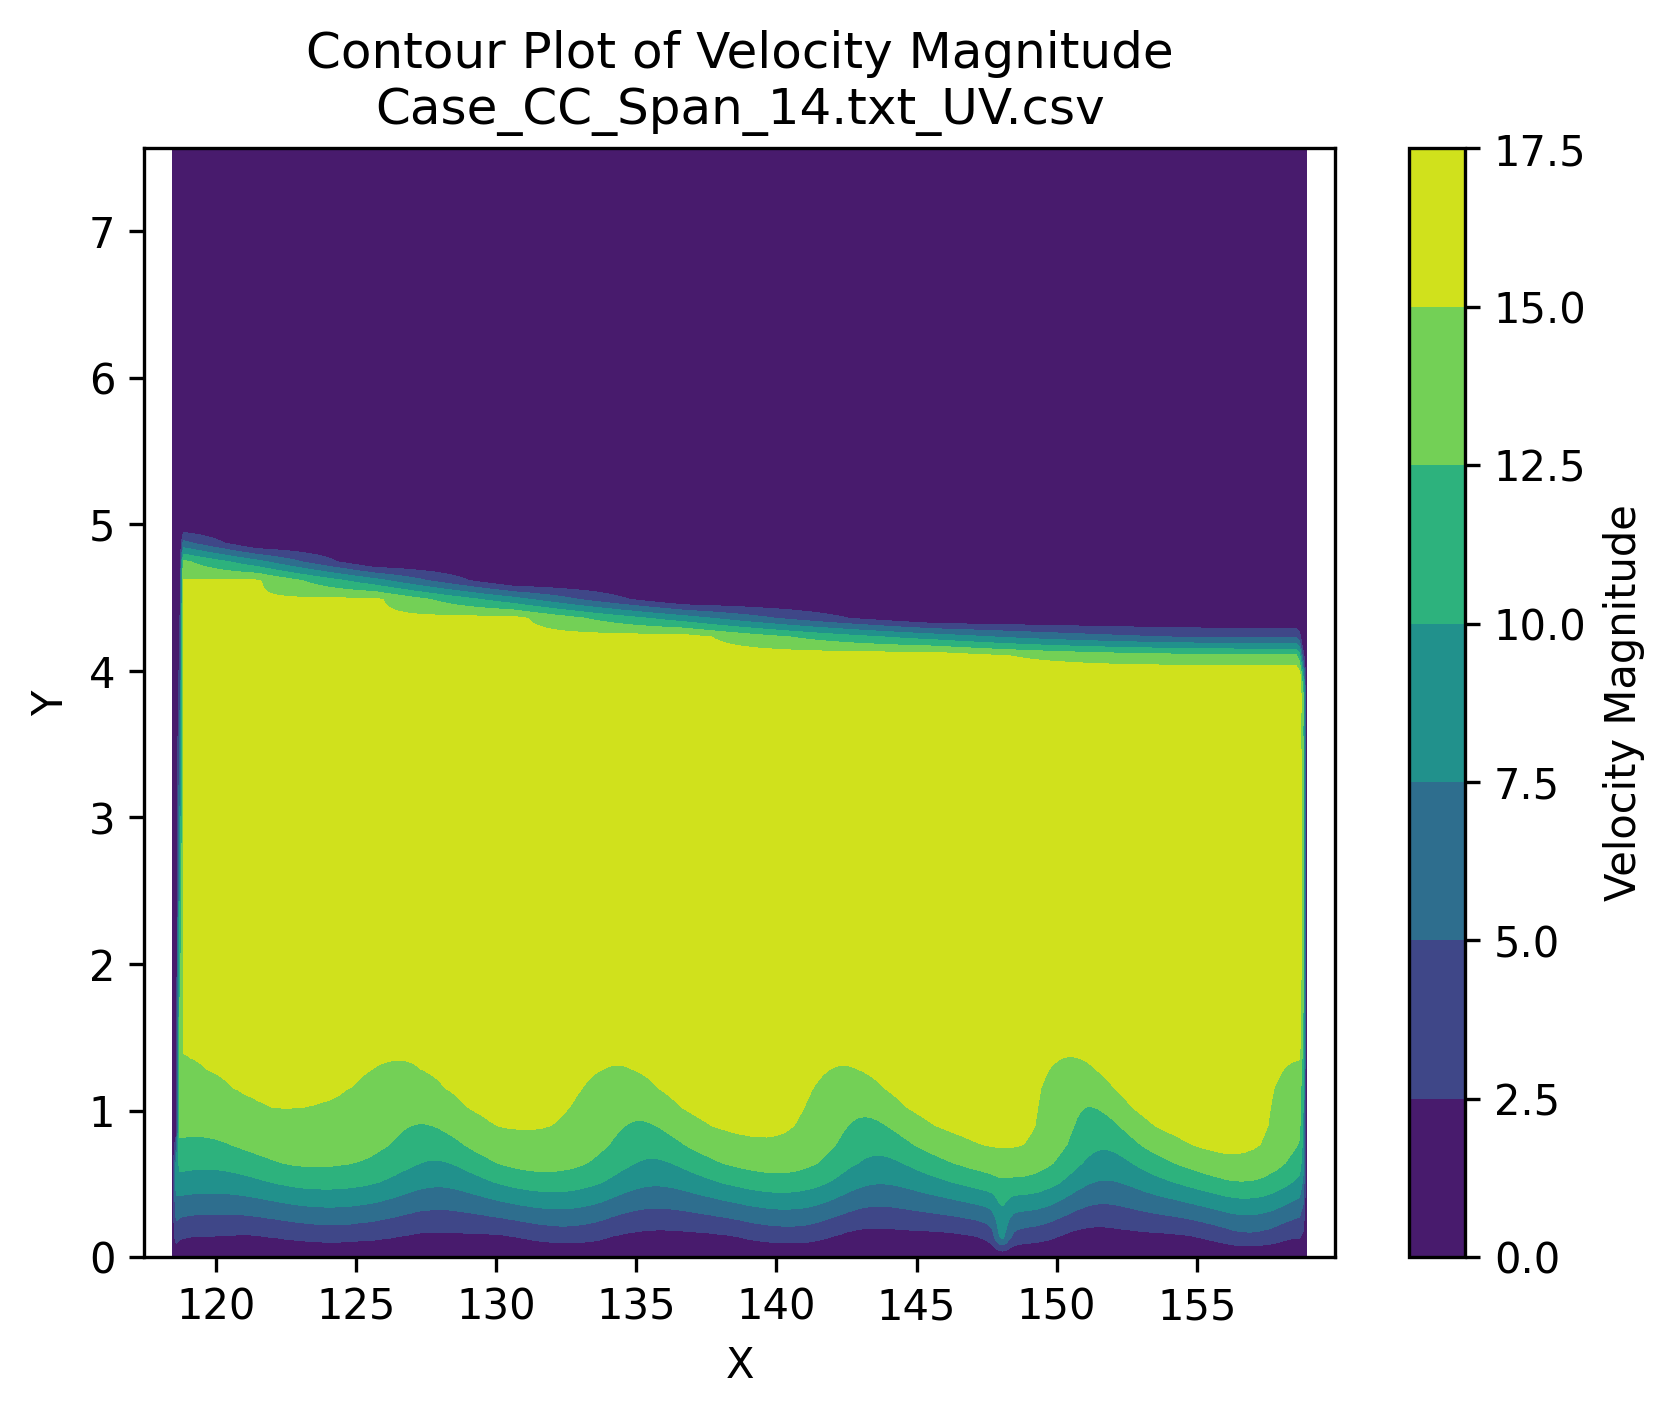 Contour Plot of Velocity Magnitude
Case_CC_Span_14.txt_UV.csv
7
6
5
4
3
2
1
0
Y
120 125 130 135 140 145 150 155
X
17.5
15.0
12.5
10.0
7.5
5.0
2.5
0.0
Velocity Magnitude